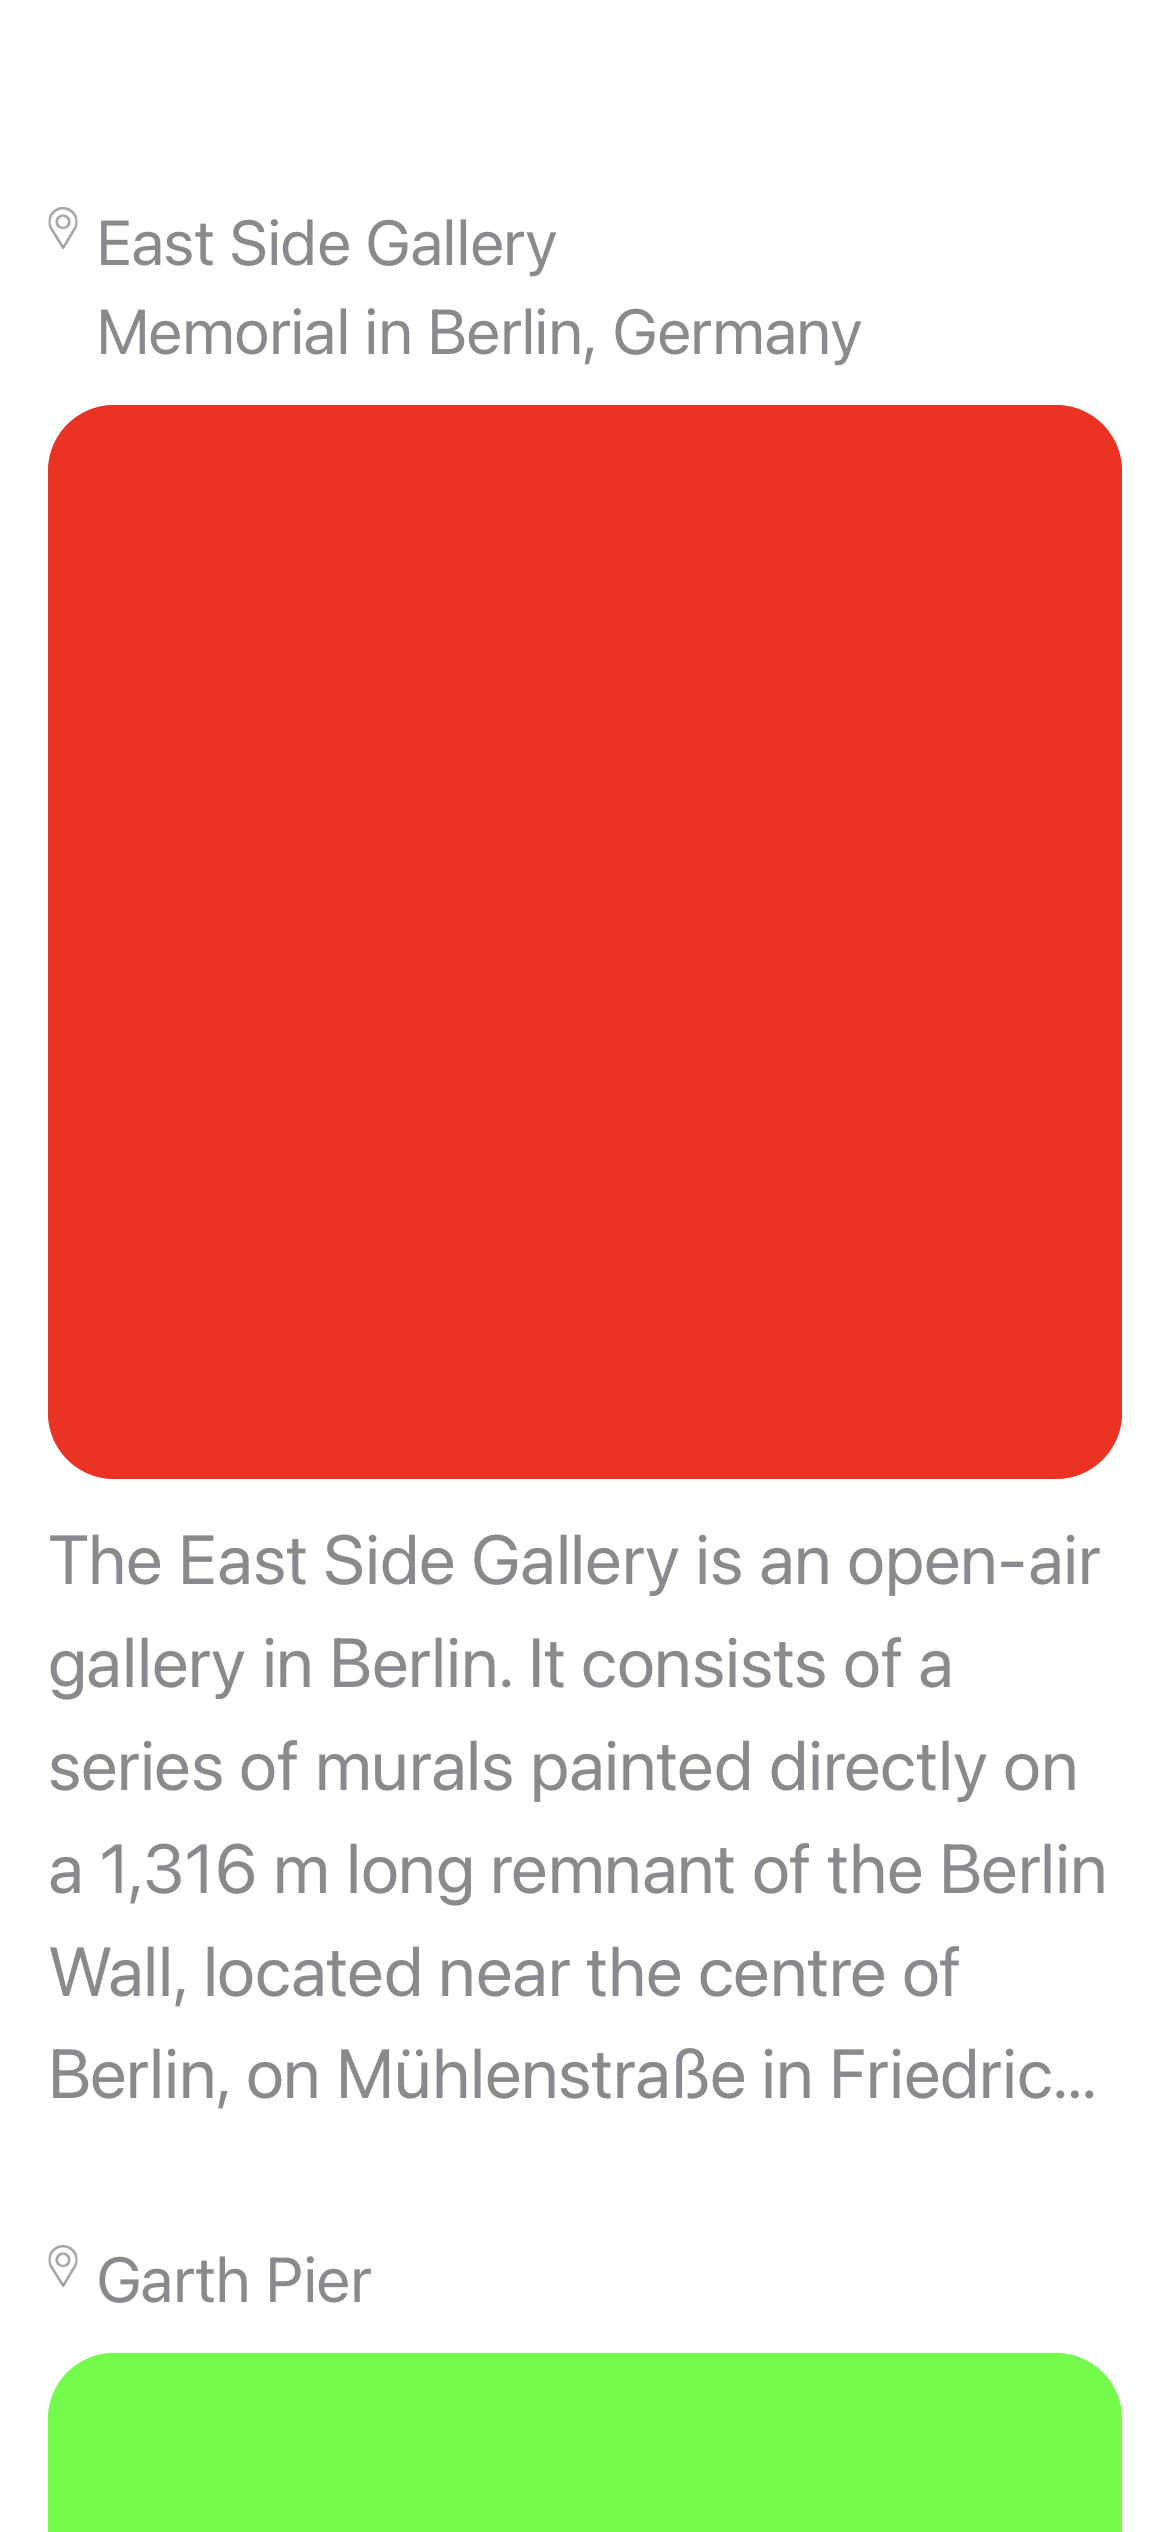 East Side Gallery
Memorial in Berlin, Germany
The East Side Gallery is an open-air
gallery in Berlin. It consists of a
series of murals painted directly on
a 1,316 m long remnant of the Berlin
Wall, located near the centre of
Berlin, on Mühlenstraße in Friedric...
Garth Pier